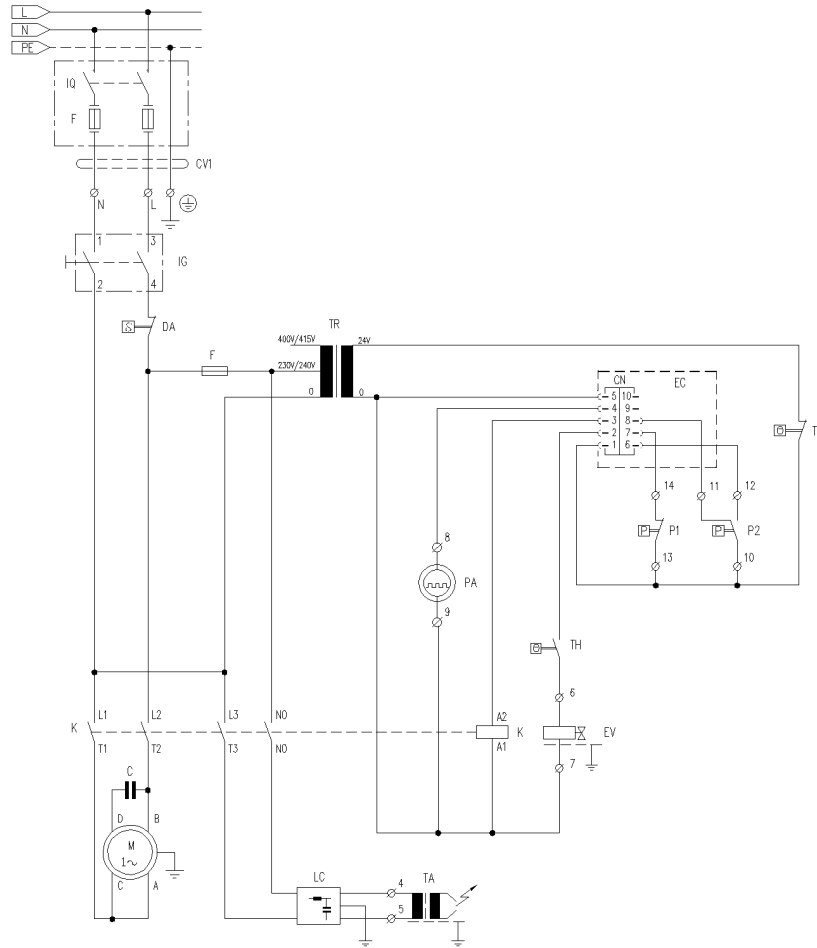 L
N
PE
IQ
F
CV1
N L
1 3
IG
2 4
DA
TR
400V/415V 24V
F
230V/240V
0 0
CN EC
5 10
4 9
3 8
2 7
1 6
T
14 11 12
P P1 P P2
13 10
8
PA
9
TH
6
L1 L2 L3 NO
K
A2
K
A1
EV
T1 T2 T3 NO
7
C
D B
M
1~
C A
LC TA
4
5